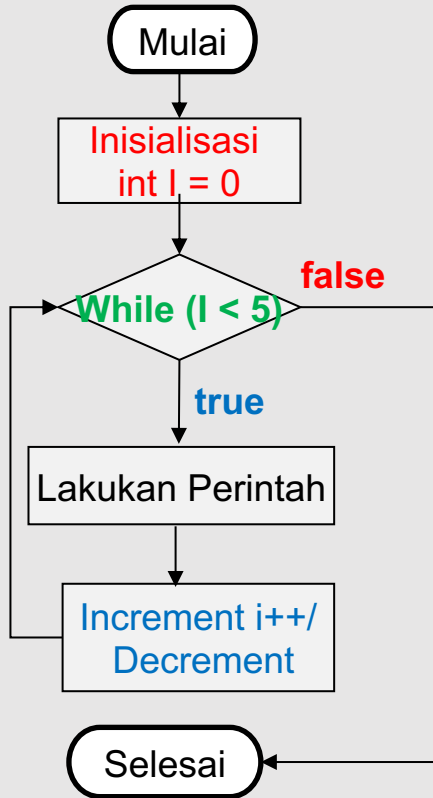 Mulai
Inisialisasi
int I = 0
While (I < 5)
false
true
Lakukan Perintah
Increment i++/
Decrement
Selesai